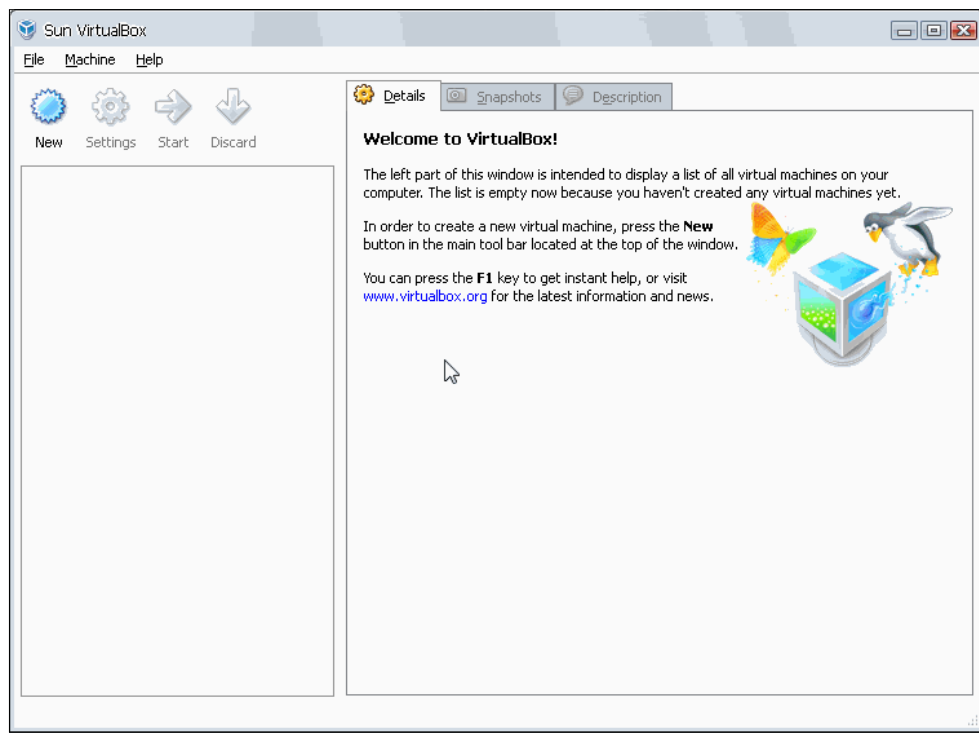 Sun VirtualBox
File Machine Help
New Settings Start Discard
Details Snapshots Description
Welcome to VirtualBox!
The left part of this window is intended to display a list of all virtual machines on your
computer. The list is empty now because you haven't created any virtual machines yet.
In order to create a new virtual machine, press the New
button in the main tool bar located at the top of the window.
You can press the F1 key to get instant help, or visit
www.virtualbox.org for the latest information and news.